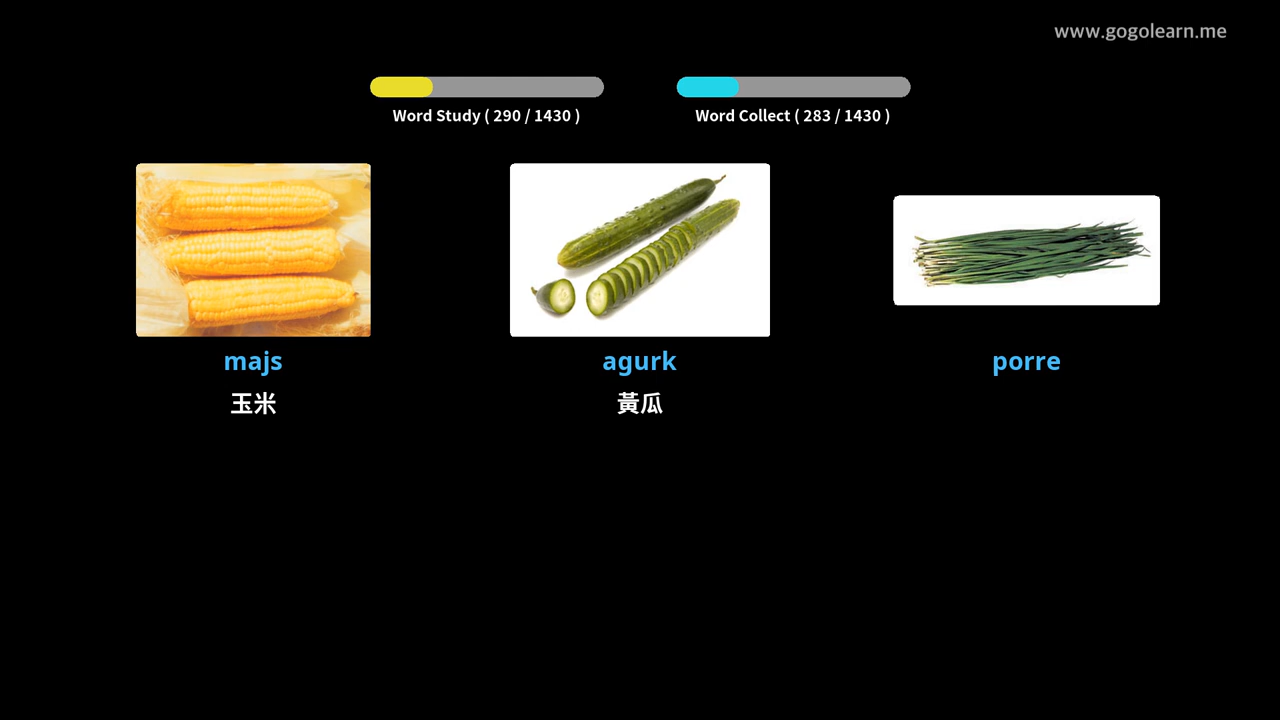 www.gogolearn.me
Word Study ( 290 / 1430 )
Word Collect ( 283 / 1430 )
majs
agurk
porre
玉米
黃瓜